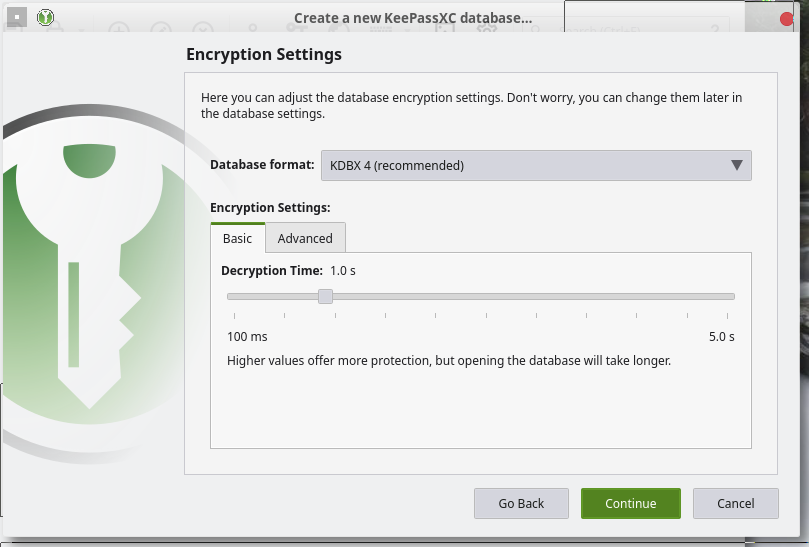 Create a new KeePassXC database...
Encryption Settings
Here you can adjust the database encryption settings. Don't worry, you can change them later in
the database settings.
Database format: KDBX 4 (recommended)
Encryption Settings:
Basic Advanced
Decryption Time: 1.0 s
100 ms 5.0 s
Higher values offer more protection, but opening the database will take longer.
Go Back Continue Cancel